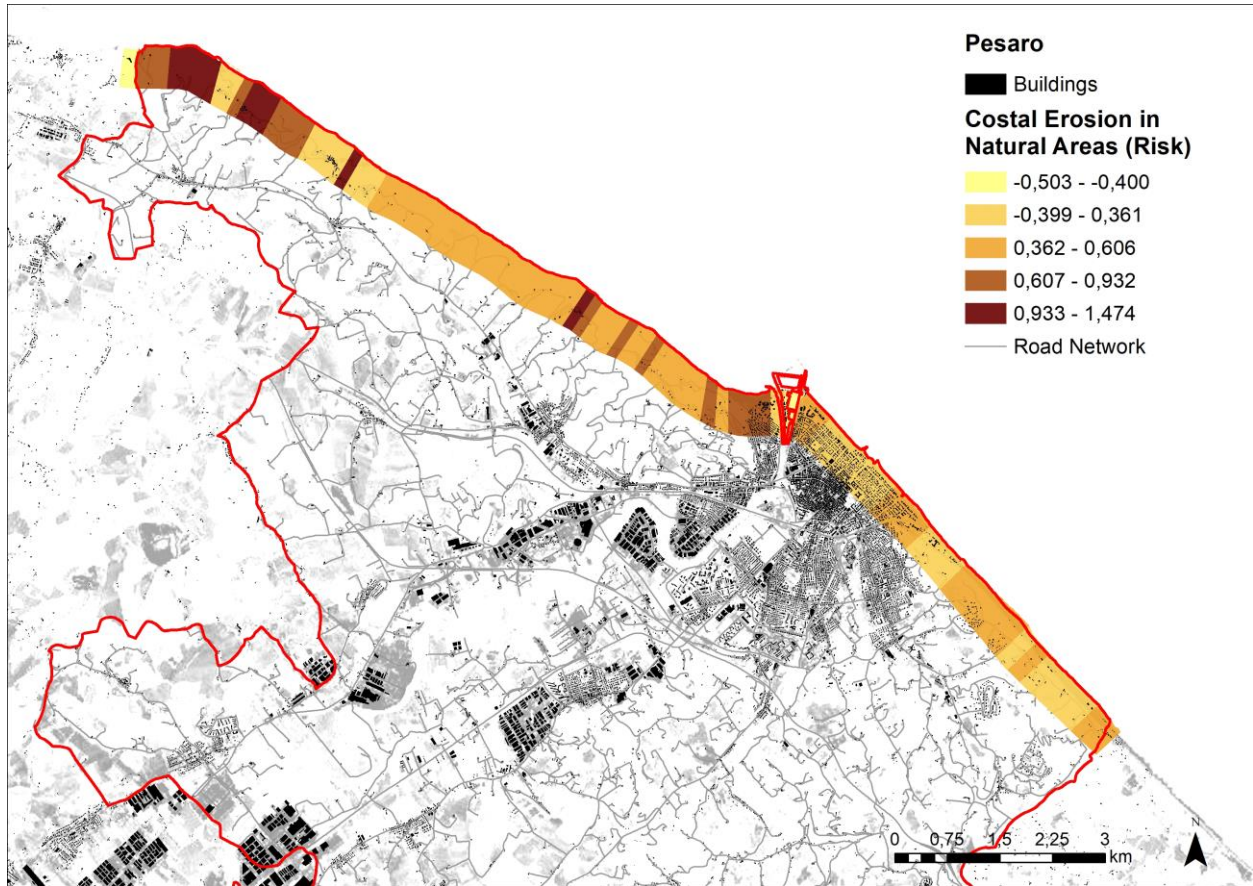 Pesaro
Buildings
Costal Erosion in
Natural Areas (Risk)
-0,503 - -0,400
-0,399 - 0,361
0,362 - 0,606
0,607 - 0,932
0,933 - 1,474
Road Network
0 0,75 1,5 2,25 3
km
N